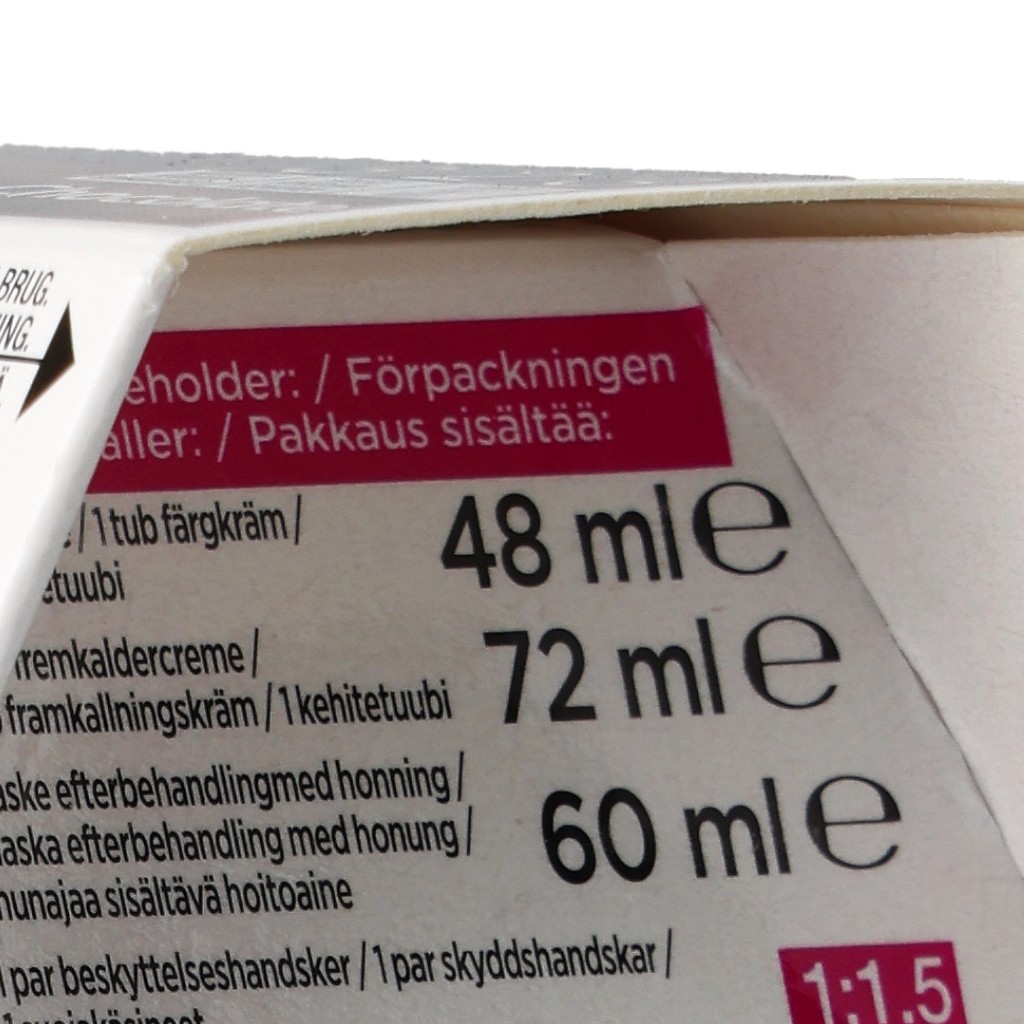 BRUG.
ING.
eholder: / Förpackningen
aller: / Pakkaus sisältää:
/ 1 tub färgkräm /
etuubi
48 ml℮
fremkaldercreme /
framkallningskräm / 1 kehitetuubi
72 ml℮
aske efterbehandlingmed honning /
laska efterbehandling med honung /
hunajaa sisältävä hoitoaine
60 ml℮
1 par beskyttelseshandsker / 1 par skyddshandskar /
1:1.5